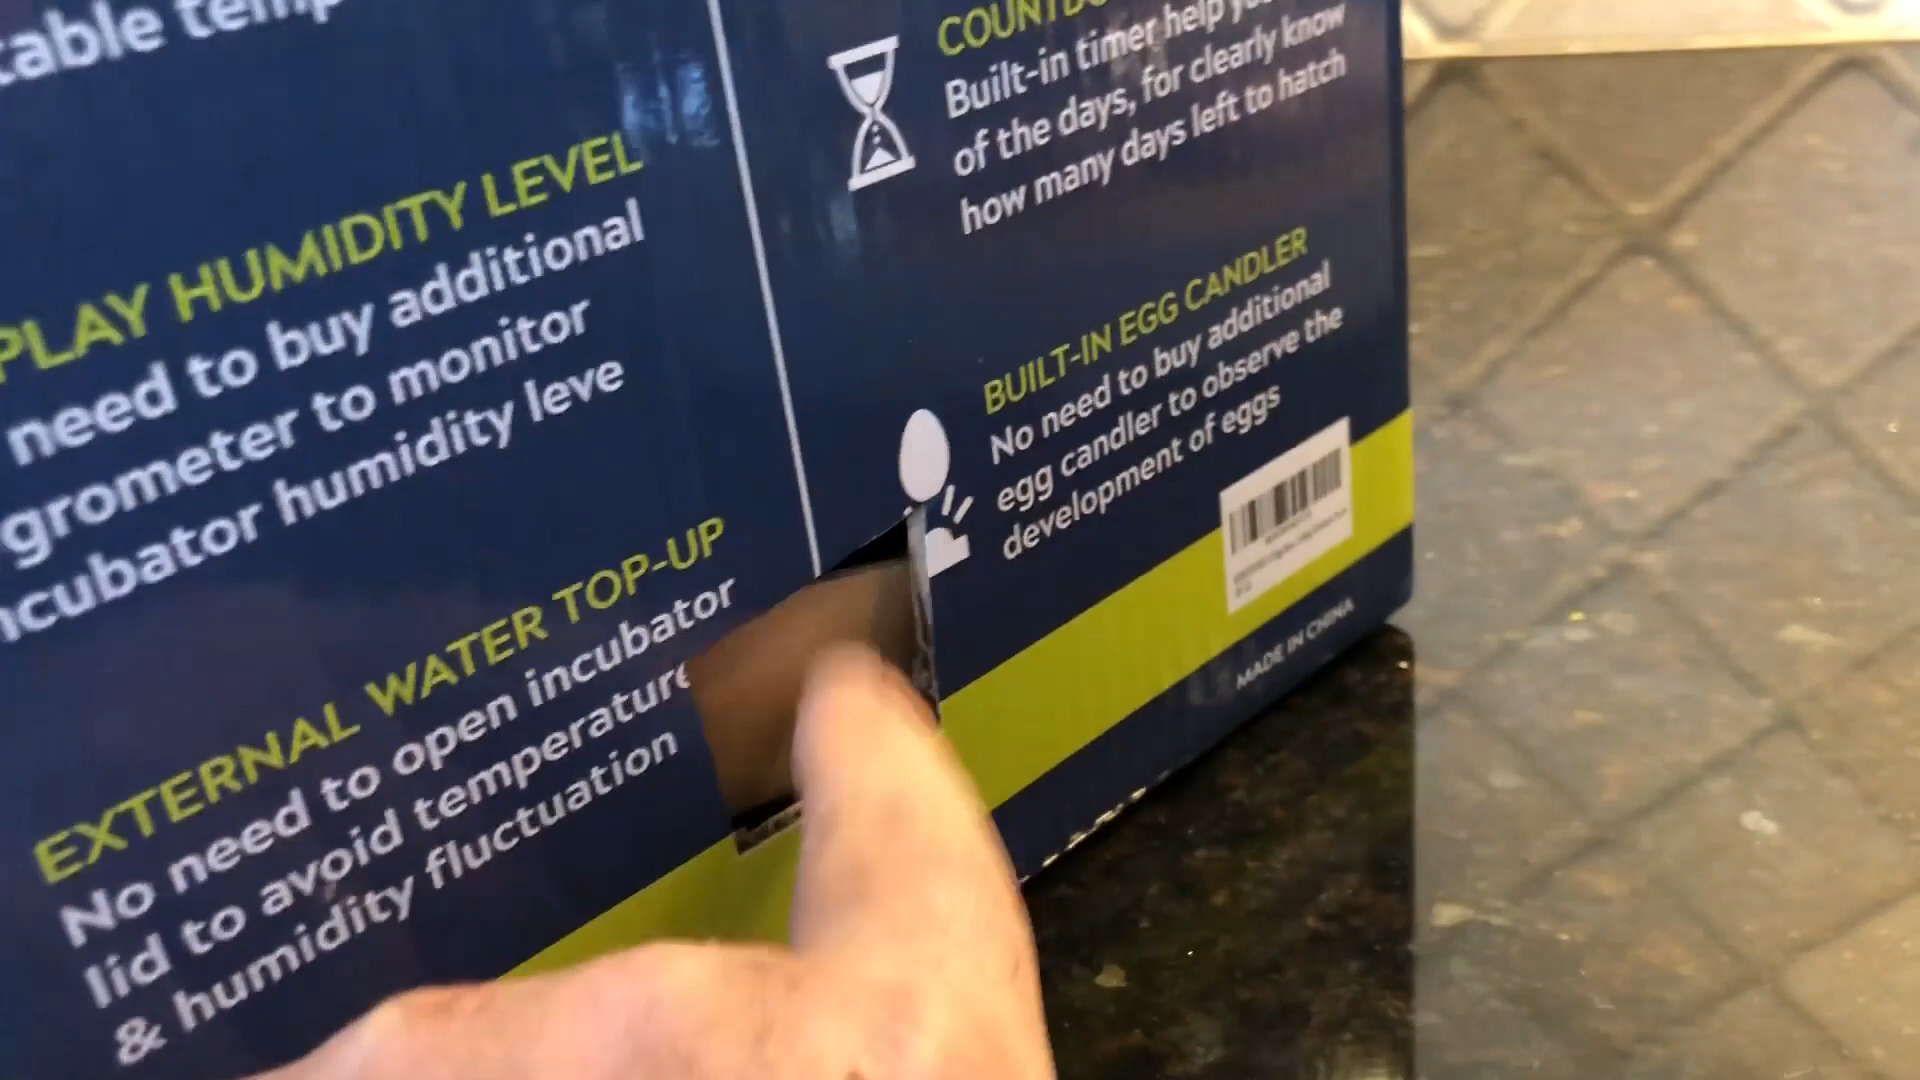 table temp
PLAY HUMIDITY LEVEL
need to buy additional
grometer to monitor
ncubator humidity leve
EXTERNAL WATER TOP-UP
No need to open incubator
lid to avoid temperature
& humidity fluctuation
COUNTDO
Built-in timer help yo
of the days, for clearly know
how many days left to hatch
BUILT-IN EGG CANDLER
No need to buy additional
egg candler to observe the
development of eggs
MADE IN CHINA